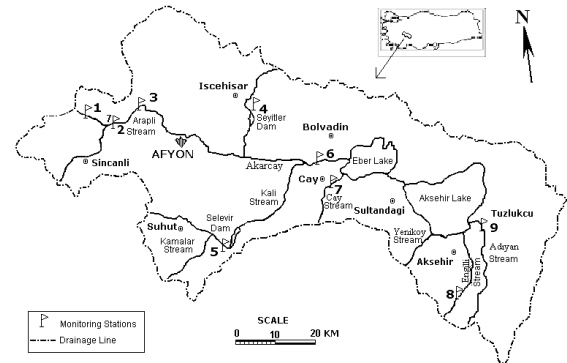 N
Iscehisar
1
3
7
2
Arapli
Stream
4
Seyitler
Dam
Bolvadin
AFYON
Sincanli
Akarcay
6
Eber Lake
Cay
7
Cay
Stream
Kali
Stream
Sultandagi
Aksehir Lake
Tuzlukcu
9
Selevir
Dam
Suhut
Kamalar
Stream
5
Yenikoy
Stream
Aksehir
Engilli
Stream
Adiyan
Stream
8
Monitoring Stations
Drainage Line
SCALE
0 10 20 KM